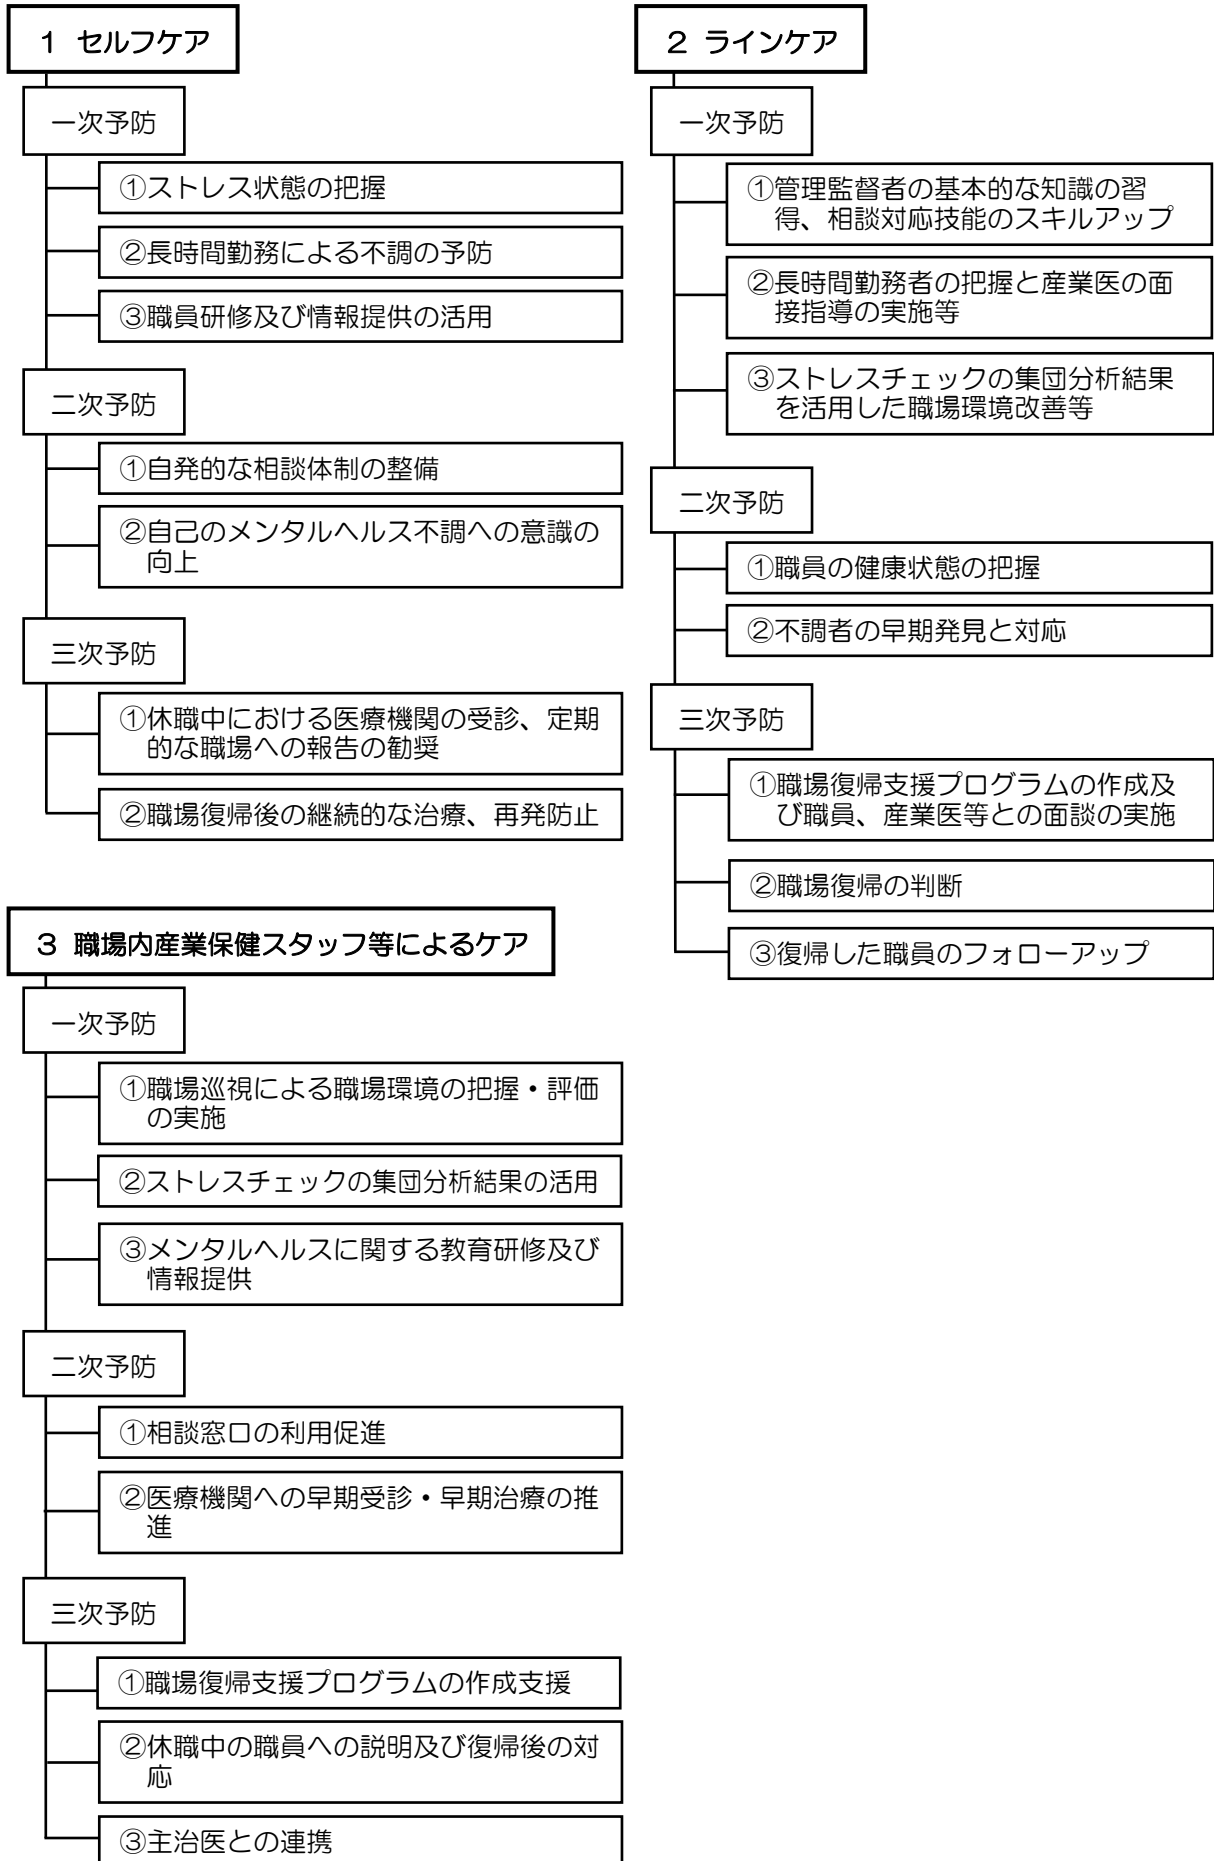 1 セルフケア
一次予防
①ストレス状態の把握
②長時間勤務による不調の予防
③職員研修及び情報提供の活用
二次予防
①自発的な相談体制の整備
②自己のメンタルヘルス不調への意識の
向上
三次予防
①休職中における医療機関の受診、定期
的な職場への報告の勧奨
②職場復帰後の継続的な治療、再発防止
2 ラインケア
一次予防
①管理監督者の基本的な知識の習
得、相談対応技能のスキルアップ
②長時間勤務者の把握と産業医の面
接指導の実施等
③ストレスチェックの集団分析結果
を活用した職場環境改善等
二次予防
①職員の健康状態の把握
②不調者の早期発見と対応
三次予防
①職場復帰支援プログラムの作成及
び職員、産業医等との面談の実施
②職場復帰の判断
③復帰した職員のフォローアップ
3 職場内産業保健スタッフ等によるケア
一次予防
①職場巡視による職場環境の把握・評価
の実施
②ストレスチェックの集団分析結果の活用
③メンタルヘルスに関する教育研修及び
情報提供
二次予防
①相談窓口の利用促進
②医療機関への早期受診・早期治療の推
進
三次予防
①職場復帰支援プログラムの作成支援
②休職中の職員への説明及び復帰後の対
応
③主治医との連携